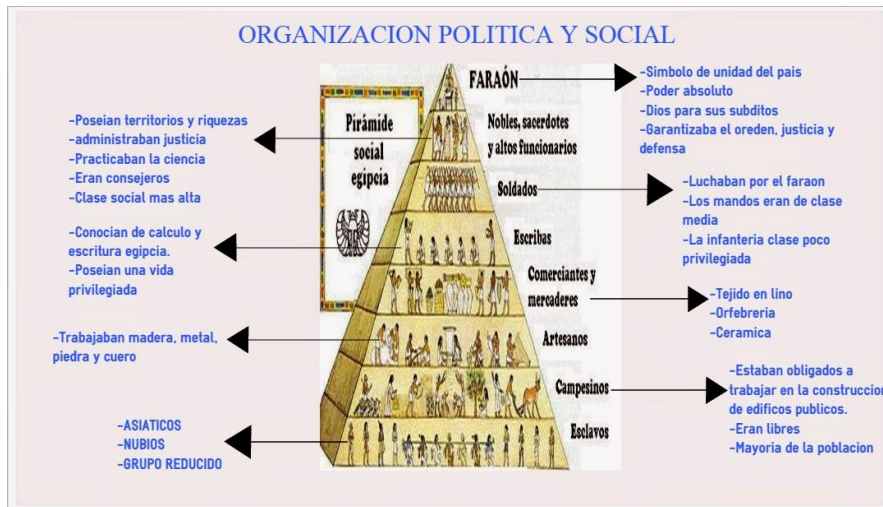 ORGANIZACION POLITICA Y SOCIAL
FARAÓN
-Simbolo de unidad del pais
-Poder absoluto
-Dios para sus subditos
-Garantizaba el oreden, justicia y
defensa
-Poseian territorios y riquezas
-administraban justicia
-Practicaban la ciencia
-Eran consejeros
-Clase social mas alta
Pirámide
social
egipcia
Nobles, sacerdotes
y altos funcionarios
Soldados
-Luchaban por el faraon
-Los mandos eran de clase
media
-La infanteria clase poco
privilegiada
-Conocian de calculo y
escritura egipcia.
-Poseian una vida
privilegiada
Escribas
Comerciantes y
mercaderes
-Tejido en lino
-Orfebreria
-Ceramica
-Trabajaban madera, metal,
piedra y cuero
Artesanos
Campesinos
-Estaban obligados a
trabajar en la construccion
de edificos publicos.
-Eran libres
-Mayoria de la poblacion
-ASIATICOS
-NUBIOS
-GRUPO REDUCIDO
Esclavos